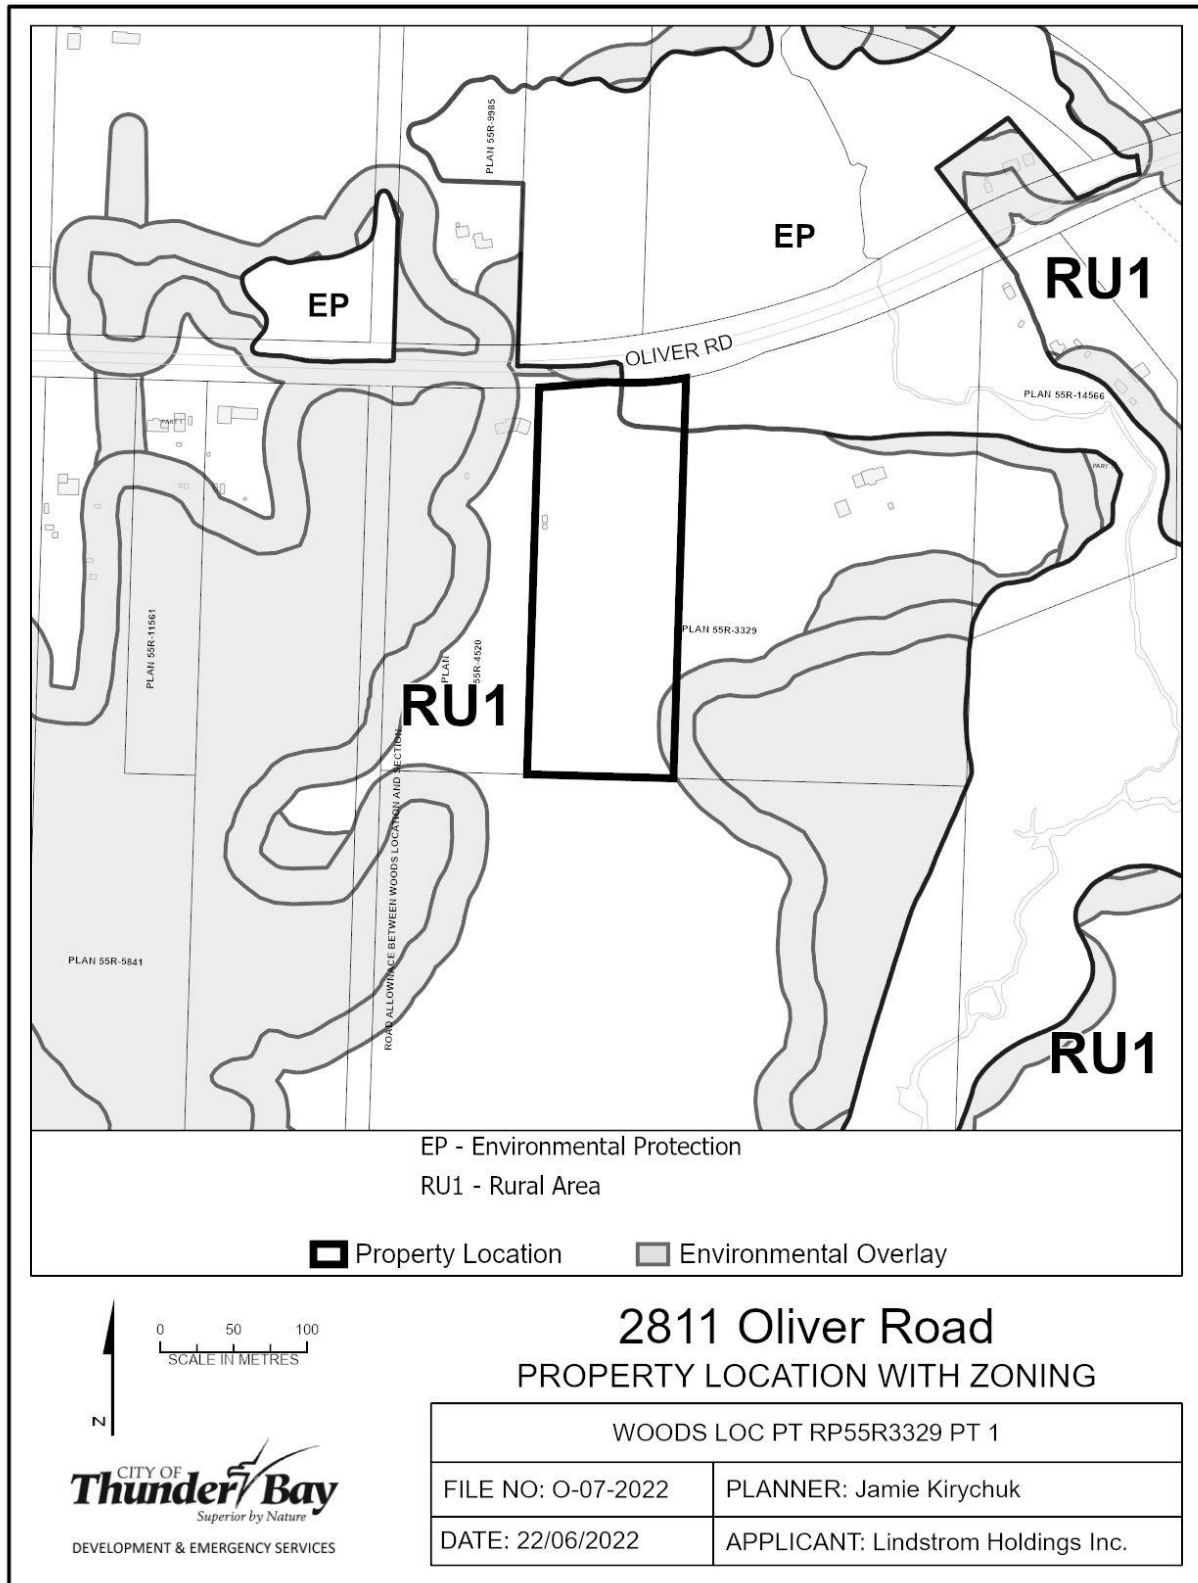 PLAN 55R-9985
EP
EP
RU1
OLIVER RD
PLAN 55R-14566
PART 1
PART
PLAN 55R-11561
PLAN
55R-4520
PLAN 55R-3329
RU1
ROAD ALLOWNACE BETWEEN WOODS LOCATION AND SECTION
PLAN 55R-5841
RU1
EP - Environmental Protection
RU1 - Rural Area
Property Location
Environmental Overlay
0 50 100
SCALE IN METRES
N
2811 Oliver Road
PROPERTY LOCATION WITH ZONING
WOODS LOC PT RP55R3329 PT 1
FILE NO: O-07-2022
PLANNER: Jamie Kirychuk
DATE: 22/06/2022
APPLICANT: Lindstrom Holdings Inc.
CITY OF
Thunder Bay
Superior by Nature
DEVELOPMENT & EMERGENCY SERVICES